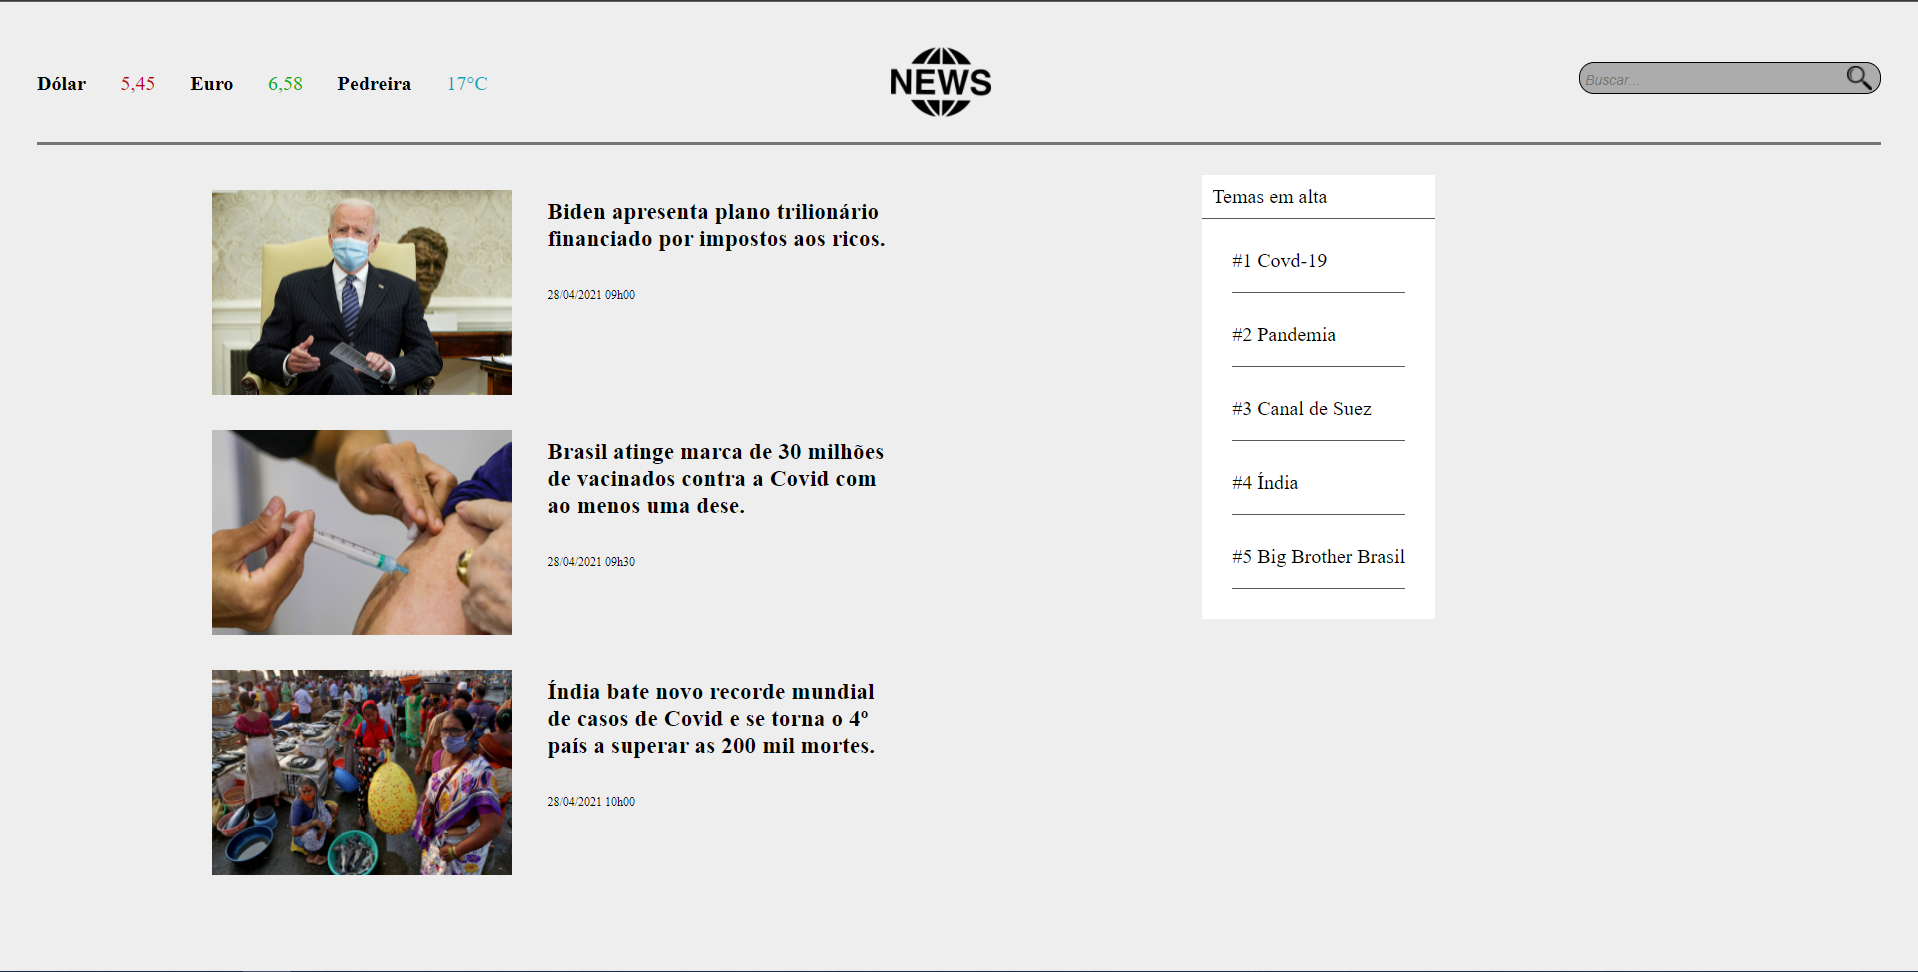 Dólar 5,45 Euro 6,58 Pedreira 17°C
NEWS
Buscar...
Biden apresenta plano trilionário
financiado por impostos aos ricos.
28/04/2021 09h00
Brasil atinge marca de 30 milhões
de vacinados contra a Covid com
ao menos uma dese.
28/04/2021 09h30
Índia bate novo recorde mundial
de casos de Covid e se torna o 4º
país a superar as 200 mil mortes.
28/04/2021 10h00
Temas em alta
#1 Covd-19
#2 Pandemia
#3 Canal de Suez
#4 Índia
#5 Big Brother Brasil